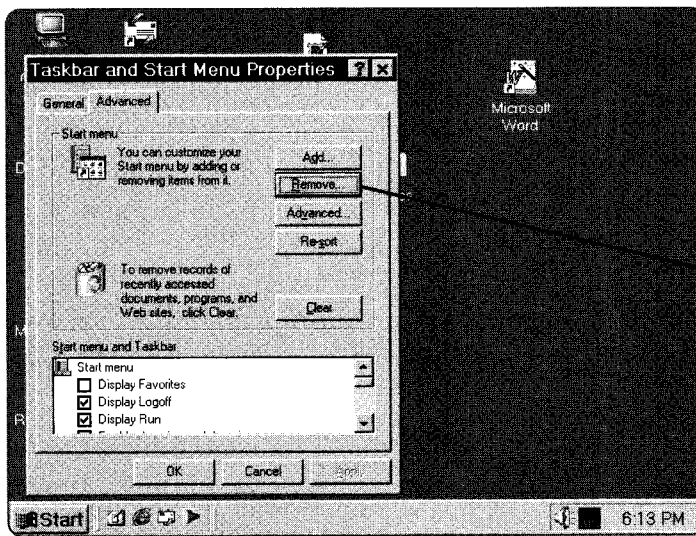 Taskbar and Start Menu Properties
General Advanced
Start menu
You can customize your
Start menu by adding or
removing items from it.
Add...
Remove...
Advanced
Re-sort
To remove records of
recently accessed
documents, programs, and
Web sites, click Clear.
Clear
Start menu and Taskbar
Start menu
Display Favorites
Display Logoff
Display Run
OK Cancel
Microsoft
Word
Start
6:13 PM